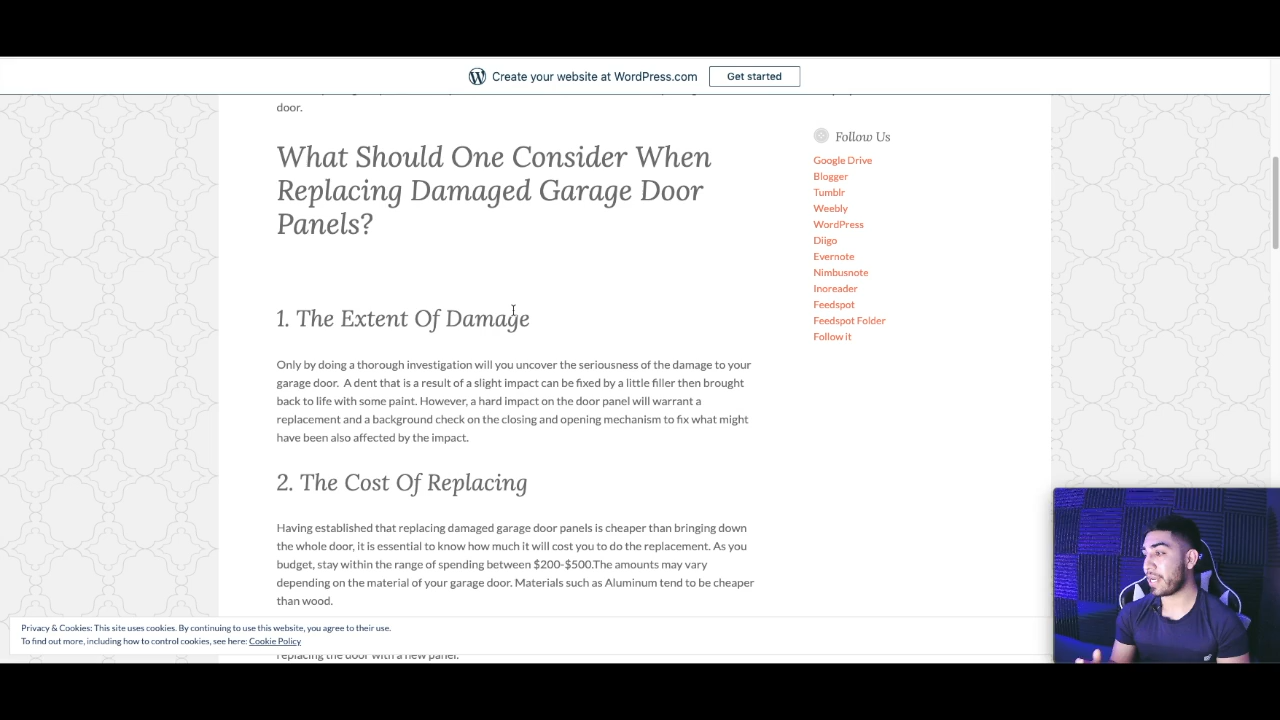 Create your website at WordPress.com
Get started
door.
What Should One Consider When
Replacing Damaged Garage Door
Panels?
1. The Extent Of Damage
Only by doing a thorough investigation will you uncover the seriousness of the damage to your
garage door.  A dent that is a result of a slight impact can be fixed by a little filler then brought
back to life with some paint. However, a hard impact on the door panel will warrant a
replacement and a background check on the closing and opening mechanism to fix what might
have been also affected by the impact.
2. The Cost Of Replacing
Having established that replacing damaged garage door panels is cheaper than bringing down
the whole door, it is essential to know how much it will cost you to do the replacement. As you
budget, stay within the range of spending between $200-$500.The amounts may vary
depending on the material of your garage door. Materials such as Aluminum tend to be cheaper
than wood.
replacing the door with a new panel.
Follow Us
Google Drive
Blogger
Tumblr
Weebly
WordPress
Diigo
Evernote
Nimbusnote
Inoreader
Feedspot
Feedspot Folder
Follow it
Privacy & Cookies: This site uses cookies. By continuing to use this website, you agree to their use.
To find out more, including how to control cookies, see here: Cookie Policy